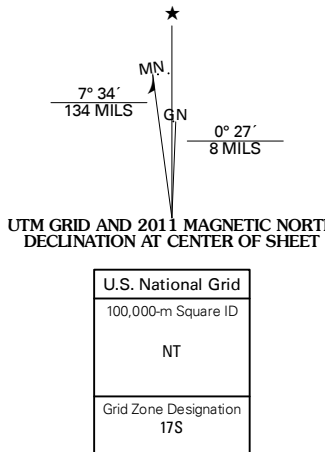 ★
MN
7° 34´
134 MILS
GN
0° 27´
8 MILS
UTM GRID AND 2011 MAGNETIC NORT
DECLINATION AT CENTER OF SHEET
U.S. National Grid
100,000-m Square ID
NT
Grid Zone Designation
17S